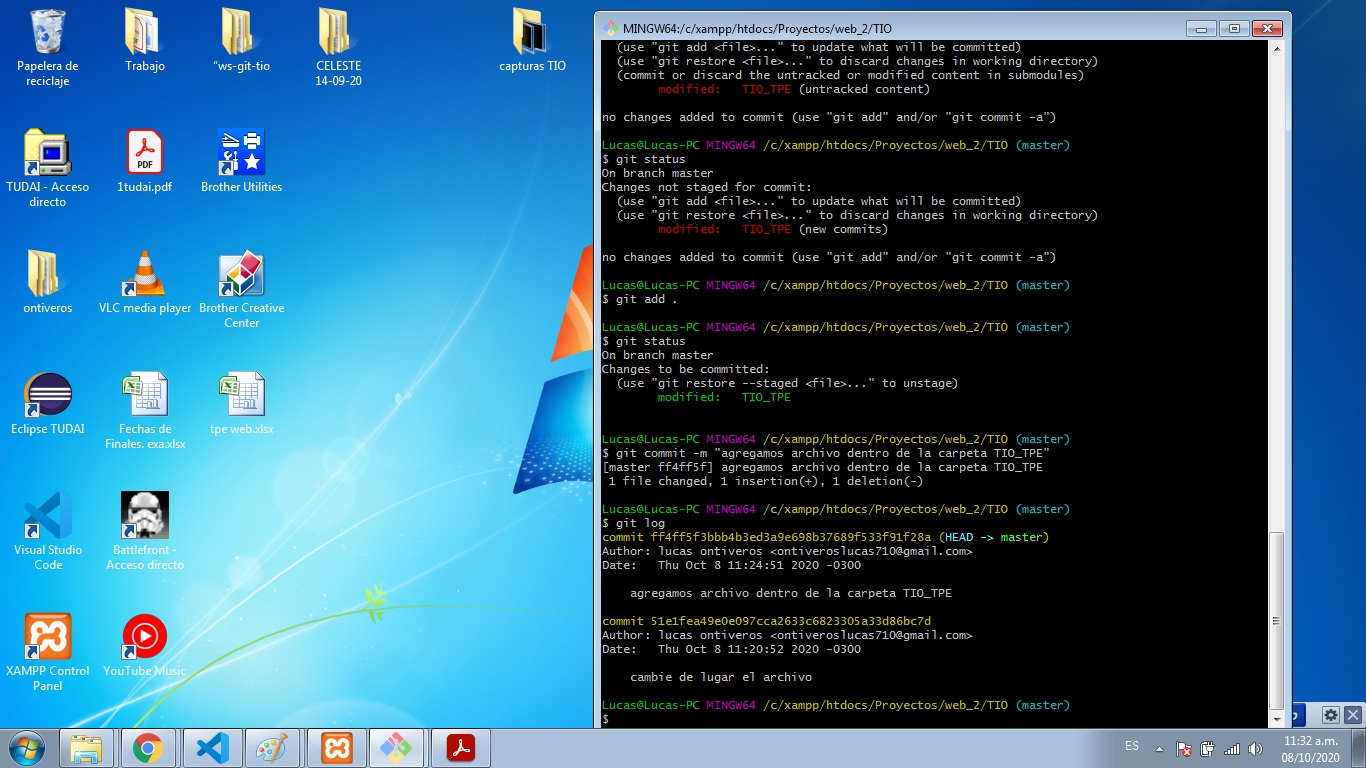 Papelera de
reciclaje
Trabajo
"ws-git-tio
CELESTE
14-09-20
capturas TIO
TUDAI - Acceso
directo
PDF
1tudai.pdf
Brother Utilities
ontiveros
VLC media player
Brother Creative
Center
Eclipse TUDAI
Fechas de
Finales. exa.xlsx
tpe web.xlsx
Visual Studio
Code
Battlefront -
Acceso directo
XAMPP Control
Panel
YouTube Music
MINGW64:/c/xampp/htdocs/Proyectos/web_2/TIO
(use "git add <file>..." to update what will be committed)
(use "git restore <file>..." to discard changes in working directory)
(commit or discard the untracked or modified content in submodules)
modified:   TIO_TPE (untracked content)
no changes added to commit (use "git add" and/or "git commit -a")
Lucas@Lucas-PC MINGW64 /c/xampp/htdocs/Proyectos/web_2/TIO (master)
$ git status
On branch master
Changes not staged for commit:
(use "git add <file>..." to update what will be committed)
(use "git restore <file>..." to discard changes in working directory)
modified:   TIO_TPE (new commits)
no changes added to commit (use "git add" and/or "git commit -a")
Lucas@Lucas-PC MINGW64 /c/xampp/htdocs/Proyectos/web_2/TIO (master)
$ git add .
Lucas@Lucas-PC MINGW64 /c/xampp/htdocs/Proyectos/web_2/TIO (master)
$ git status
On branch master
Changes to be committed:
(use "git restore --staged <file>..." to unstage)
modified:   TIO_TPE
Lucas@Lucas-PC MINGW64 /c/xampp/htdocs/Proyectos/web_2/TIO (master)
$ git commit -m "agregamos archivo dentro de la carpeta TIO_TPE"
[master ff4ff5f] agregamos archivo dentro de la carpeta TIO_TPE
1 file changed, 1 insertion(+), 1 deletion(-)
Lucas@Lucas-PC MINGW64 /c/xampp/htdocs/Proyectos/web_2/TIO (master)
$ git log
commit ff4ff5f3bbb4b3ed3a9e698b37689f533f91f28a (HEAD -> master)
Author: lucas ontiveros <ontiveroslucas710@gmail.com>
Date:   Thu Oct 8 11:24:51 2020 -0300
agregamos archivo dentro de la carpeta TIO_TPE
commit 51e1fea49e0e097cca2633c6823305a33d86bc7d
Author: lucas ontiveros <ontiveroslucas710@gmail.com>
Date:   Thu Oct 8 11:20:52 2020 -0300
cambie de lugar el archivo
Lucas@Lucas-PC MINGW64 /c/xampp/htdocs/Proyectos/web_2/TIO (master)
$
ES
11:32 a.m.
08/10/2020